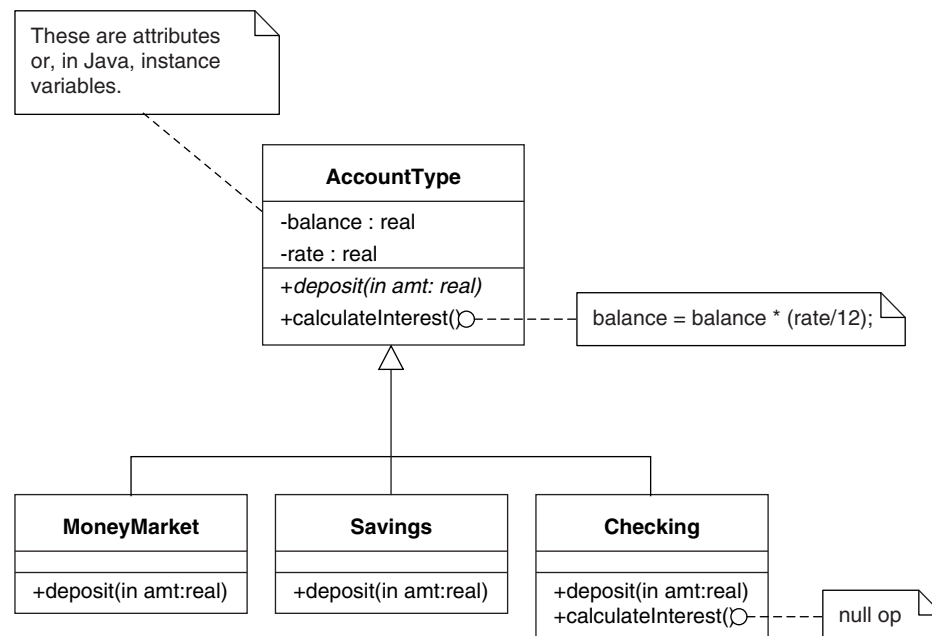 These are attributes
or, in Java, instance
variables.
AccountType
-balance : real
-rate : real
+deposit(in amt: real)
+calculateInterest()
balance = balance * (rate/12);
MoneyMarket
+deposit(in amt:real)
Savings
+deposit(in amt:real)
Checking
+deposit(in amt:real)
+calculateInterest()
null op